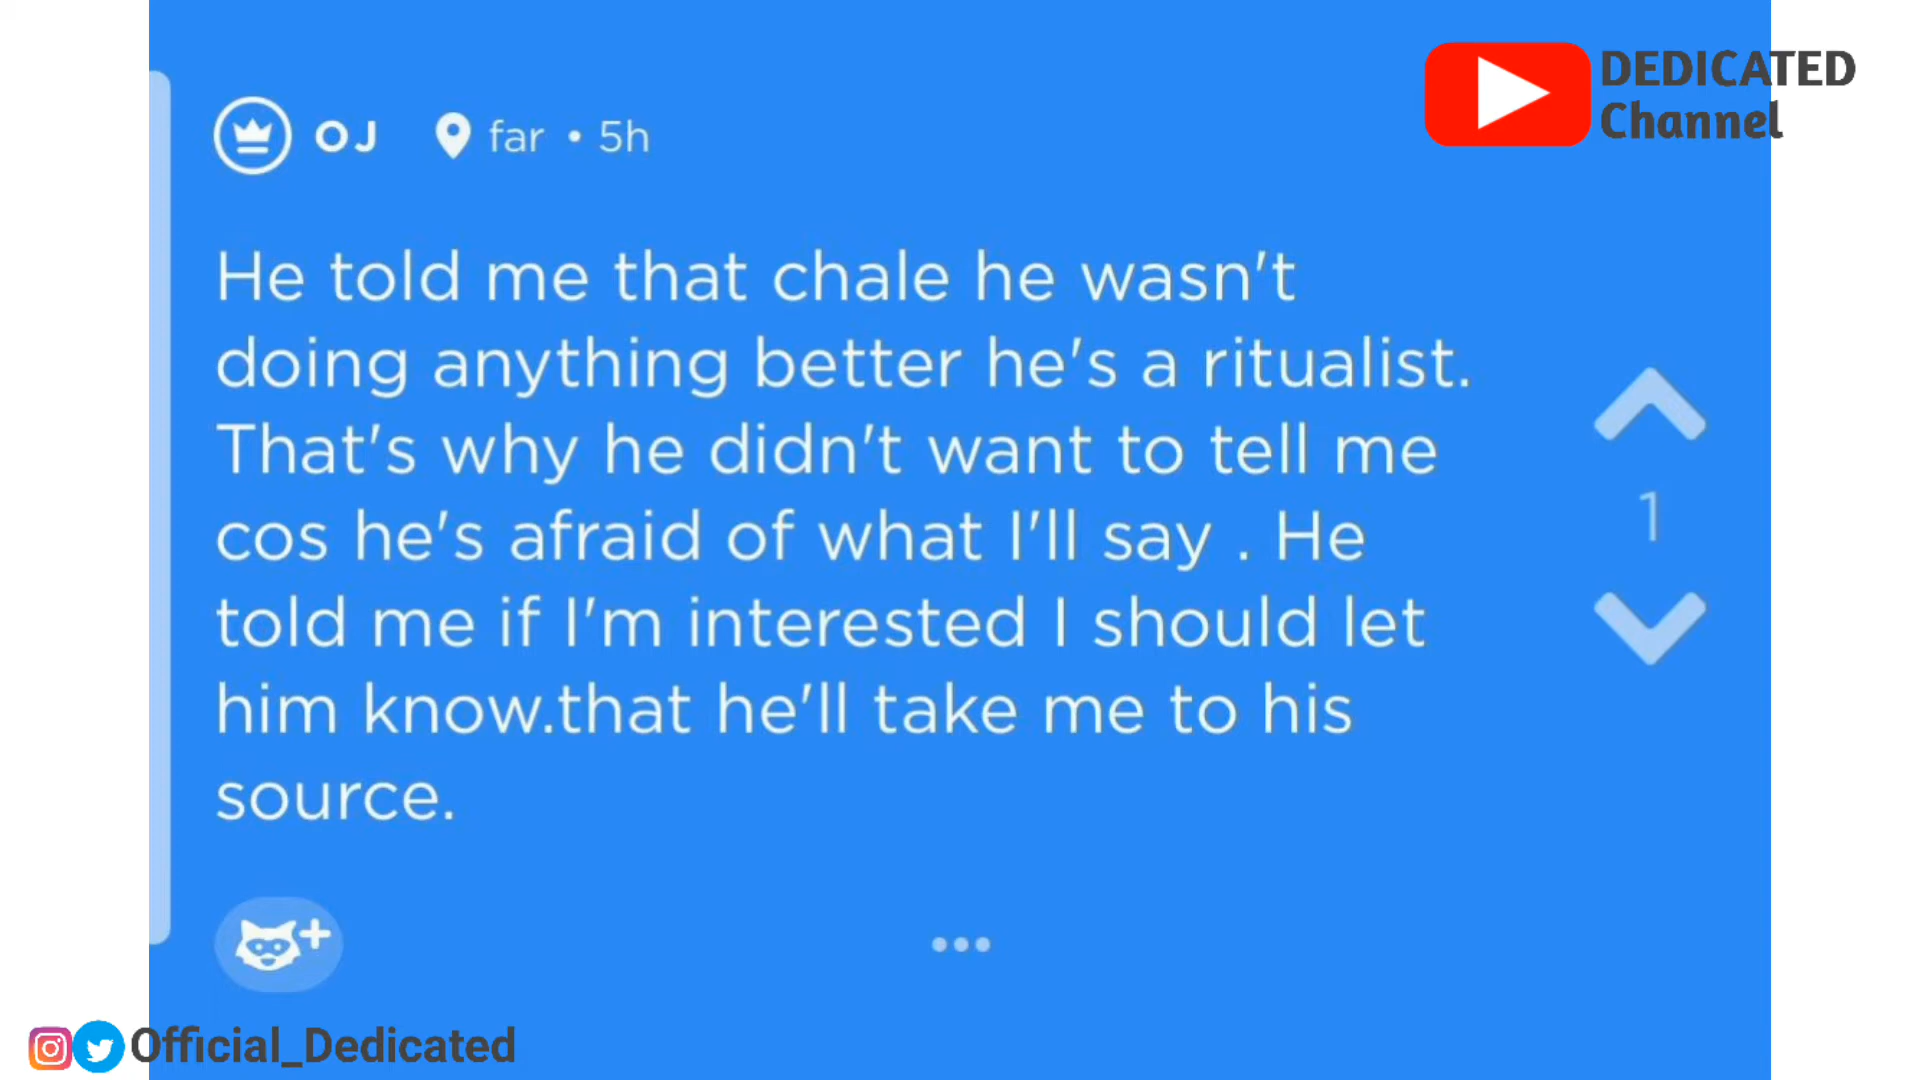 DEDICATED
Channel
OJ far • 5h
He told me that chale he wasn't
doing anything better he's a ritualist.
That's why he didn't want to tell me
cos he's afraid of what I'll say . He
told me if I'm interested I should let
him know.that he'll take me to his
source.
1
Official_Dedicated